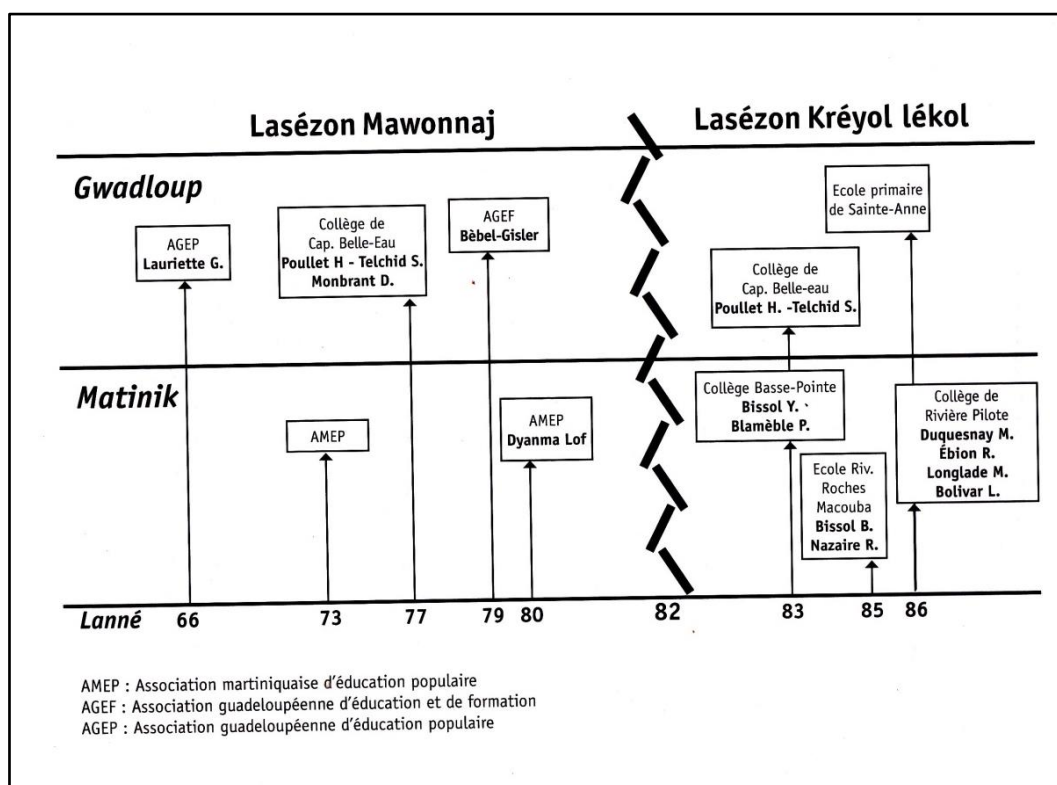 Lasézon Mawonnaj
Lasézon Kréyol lékol
Gwadloup
AGEP
Lauriette G.
Collège de
Cap. Belle-Eau
Poullet H - Telchid S.
Monbrant D.
AGEF
Bèbel-Gisler
Collège de
Cap. Belle-eau
Poullet H. -Telchid S.
Ecole primaire
de Sainte-Anne
Matinik
AMEP
AMEP
Dyanma Lof
Collège Basse-Pointe
Bissol Y.
Blamèble P.
Ecole Riv.
Roches
Macouba
Bissol B.
Nazaire R.
Collège de
Rivière Pilote
Duquesnay M.
Ébion R.
Longlade M.
Bolivar L.
Lanné 66 73 77 79 80 82 83 85 86
AMEP : Association martiniquaise d'éducation populaire
AGEF : Association guadeloupéenne d'éducation et de formation
AGEP : Association guadeloupéenne d'éducation populaire